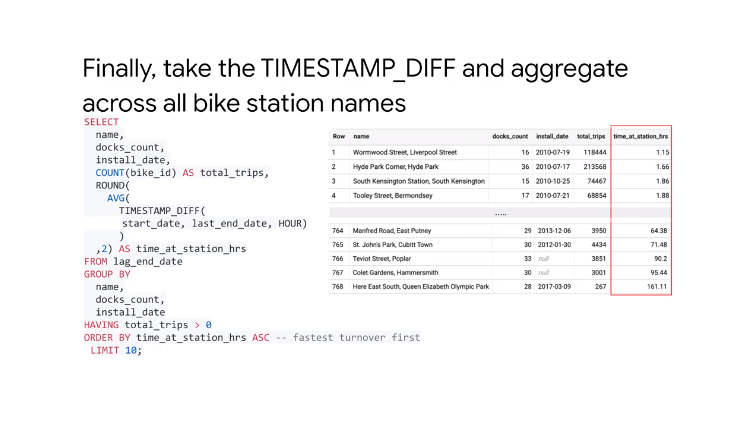 Finally, take the TIMESTAMP_DIFF and aggregate
across all bike station names
SELECT
name,
docks_count,
install_date,
COUNT(bike_id) AS total_trips,
ROUND(
AVG(
TIMESTAMP_DIFF(
start_date, last_end_date, HOUR)
)
,2) AS time_at_station_hrs
FROM lag_end_date
GROUP BY
name,
docks_count,
install_date
HAVING total_trips > 0
ORDER BY time_at_station_hrs ASC -- fastest turnover first
LIMIT 10;
Row name docks_count install_date total_trips time_at_station_hrs
1 Wormwood Street, Liverpool Street 16 2010-07-19 118444 1.15
2 Hyde Park Corner, Hyde Park 36 2010-07-17 213568 1.66
3 South Kensington Station, South Kensington 15 2010-10-25 74467 1.86
4 Tooley Street, Bermondsey 17 2010-07-21 68854 1.88
.....
764 Manfred Road, East Putney 29 2013-12-06 3950 64.38
765 St. John's Park, Cubitt Town 30 2012-01-30 4434 71.48
766 Teviot Street, Poplar 33 null 3851 90.2
767 Colet Gardens, Hammersmith 30 null 3001 95.44
768 Here East South, Queen Elizabeth Olympic Park 28 2017-03-09 267 161.11